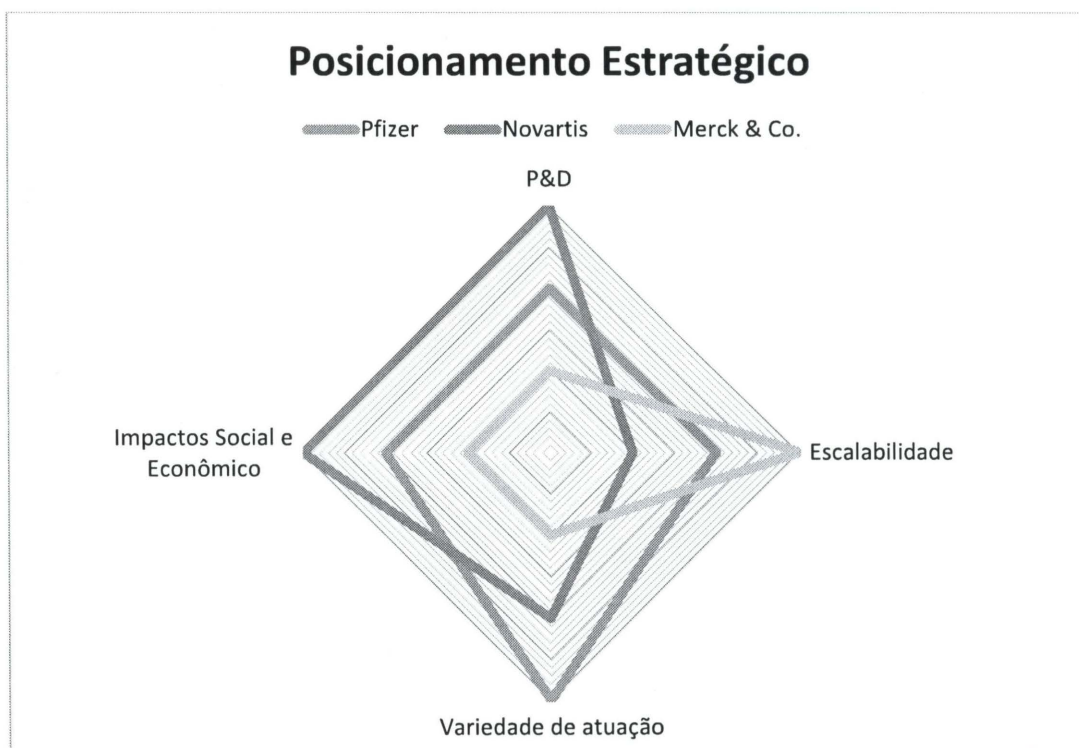 Posicionamento Estratégico
Pfizer Novartis Merck & Co.
P&D
Impactos Social e
Econômico
Escalabilidade
Variedade de atuação